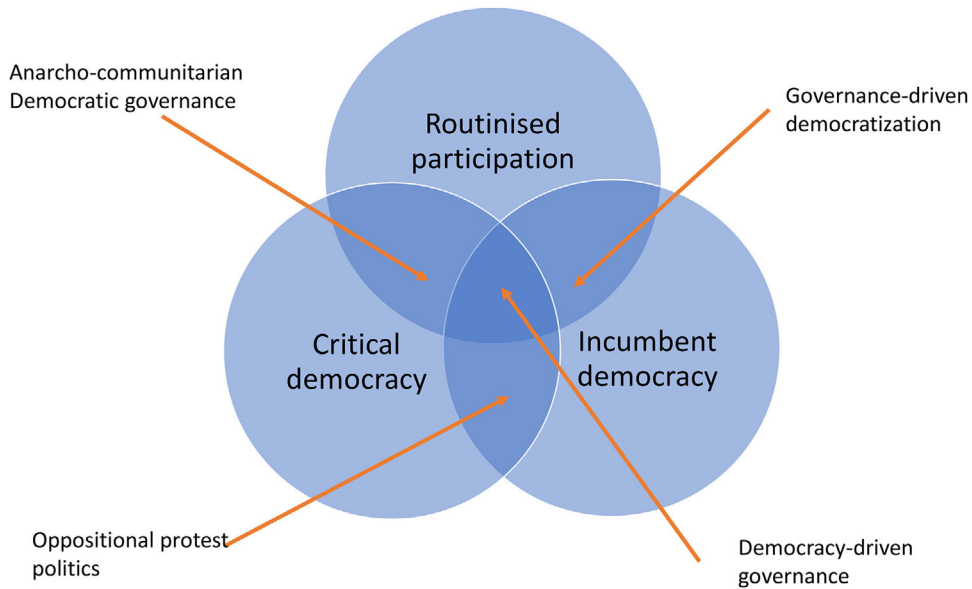 Anarcho-communitarian
Democratic governance
Governance-driven
democratization
Routinised
participation
Critical
democracy
Incumbent
democracy
Oppositional protest
politics
Democracy-driven
governance